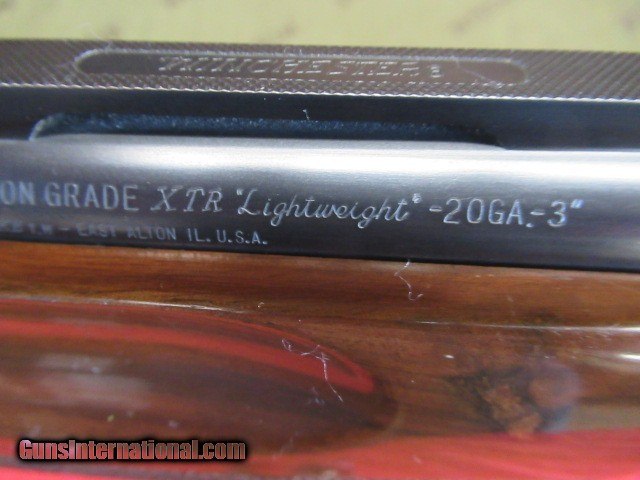 WINCHESTER®
ON GRADE XTR "Lightweight" -20GA.-3"
EAST ALTON IL. U.S.A.
GunsInternational.com